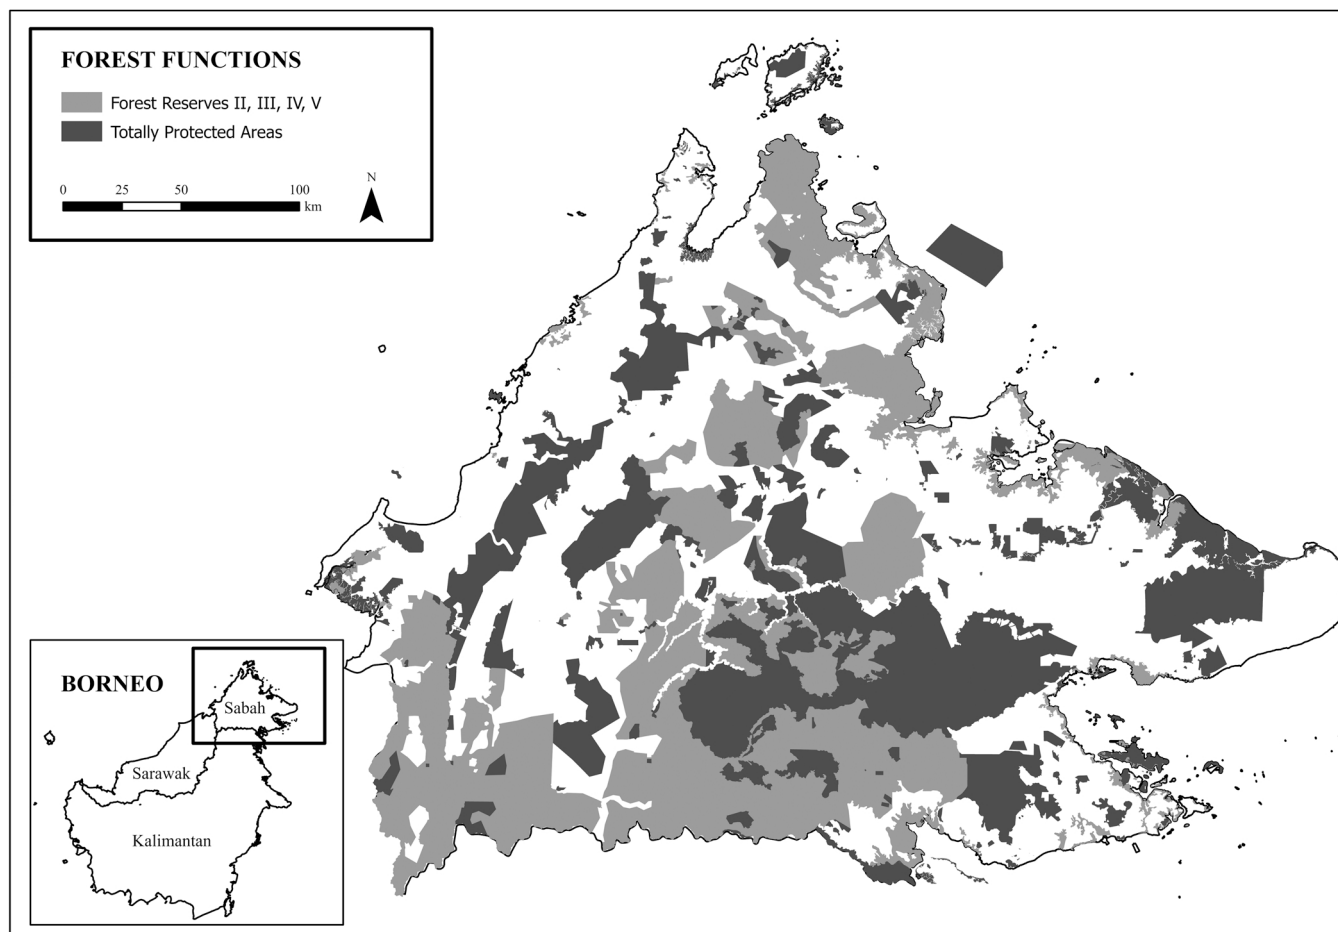 FOREST FUNCTIONS
Forest Reserves II, III, IV, V
Totally Protected Areas
0 25 50 100
km
N
BORNEO
Sabah
Sarawak
Kalimantan